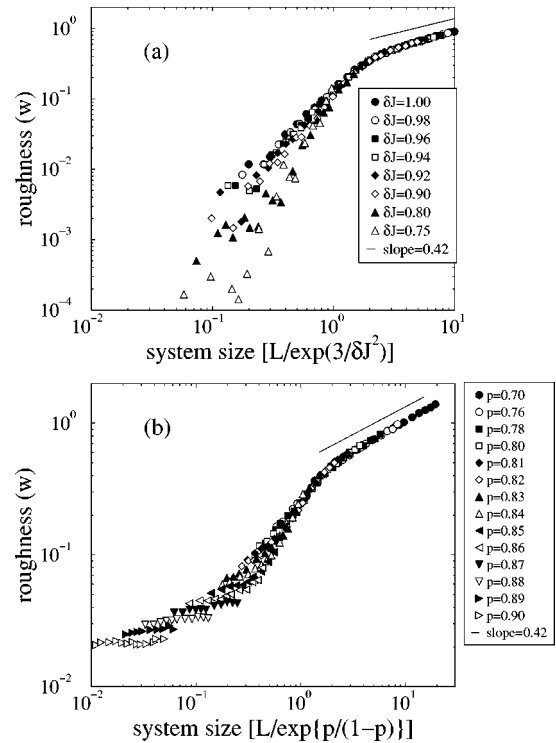 10^0
10^-1
10^-2
10^-3
10^-4
roughness (w)
(a)
δJ=1.00
δJ=0.98
δJ=0.96
δJ=0.94
δJ=0.92
δJ=0.90
δJ=0.80
δJ=0.75
slope=0.42
10^-2 10^-1 10^0 10^1
system size [L/exp(3/δJ^2)]
10^0
10^-1
10^-2
roughness (w)
(b)
p=0.70
p=0.76
p=0.78
p=0.80
p=0.81
p=0.82
p=0.83
p=0.84
p=0.85
p=0.86
p=0.87
p=0.88
p=0.89
p=0.90
slope=0.42
10^-2 10^-1 10^0 10^1
system size [L/exp{p/(1-p)}]